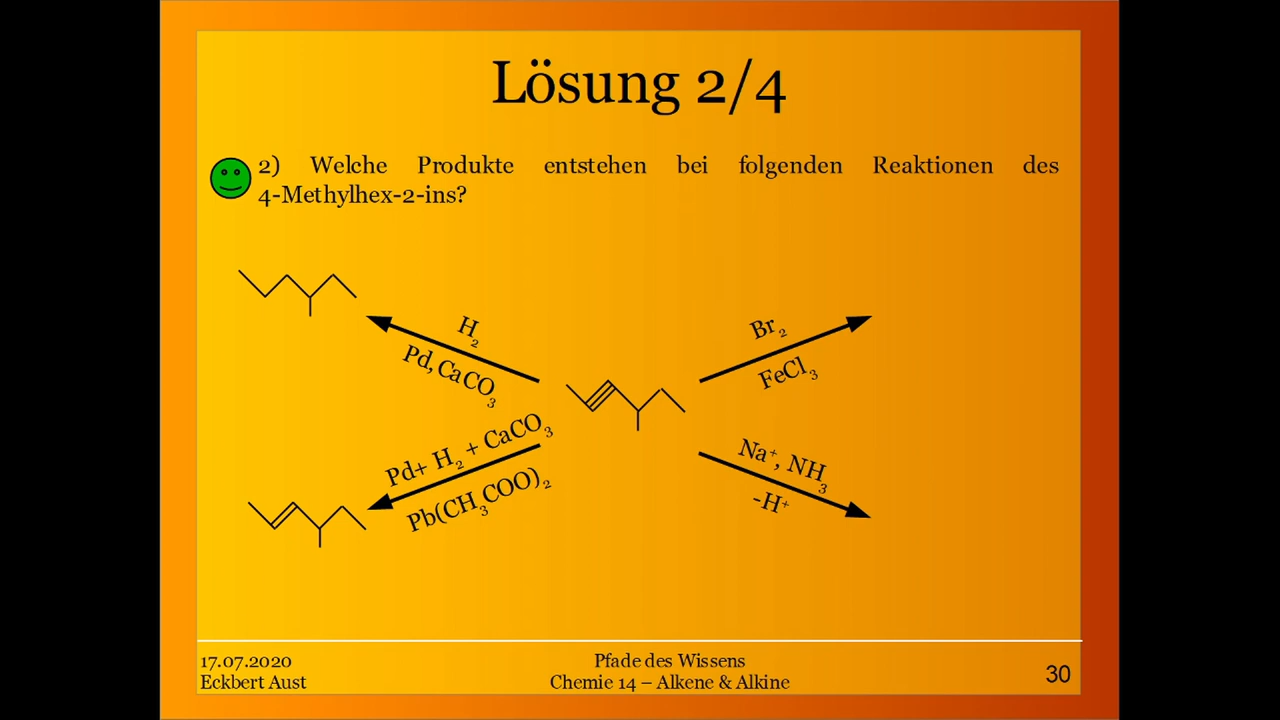 Lösung 2/4
2) Welche Produkte entstehen bei folgenden Reaktionen des
4-Methylhex-2-ins?
H₂
Pd, CaCO₃
Br₂
FeCl₃
Pd+ H₂ + CaCO₃
Pb(CH₃COO)₂
Na⁺, NH₃
-H⁺
17.07.2020
Eckbert Aust
Pfade des Wissens
Chemie 14 – Alkene & Alkine
30